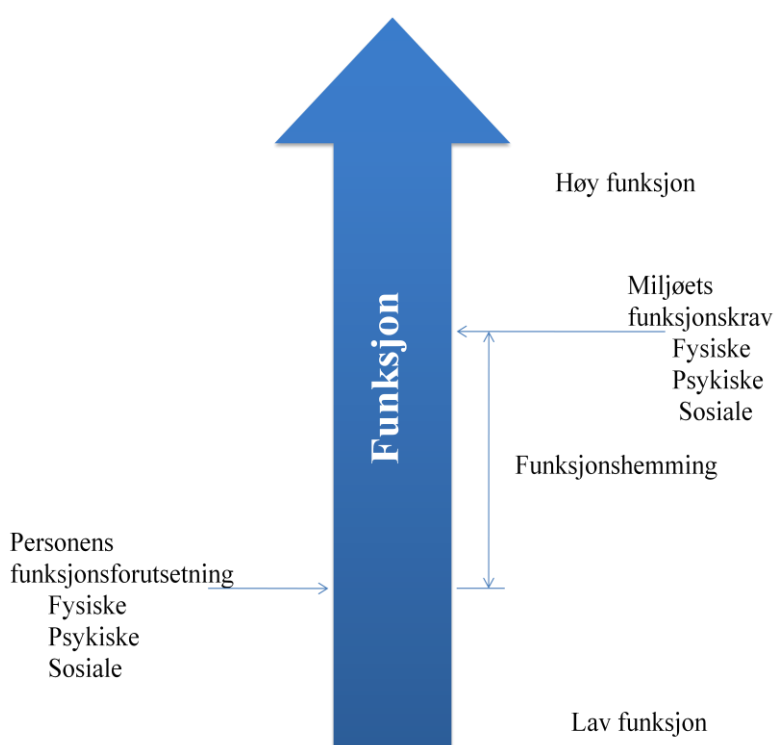 Høy funksjon
Miljøets
funksjonskrav
Fysiske
Psykiske
Sosiale
Funksjon
Funksjonshemming
Personens
funksjonsforutsetning
Fysiske
Psykiske
Sosiale
Lav funksjon